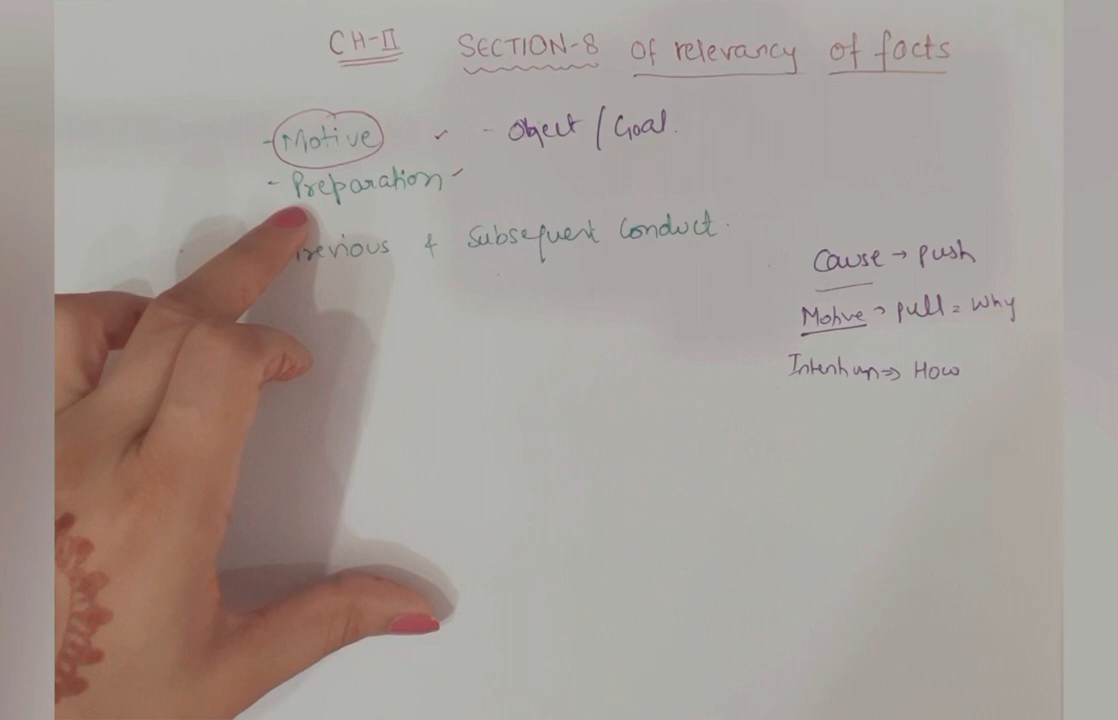 CH-II SECTION-8 Of relevancy of facts
- Motive ✓ - Object / Goal.
- Preparation ✓
revious & Subsequent Conduct.
Cause → push
Motive → pull = Why
Intention ⇒ How